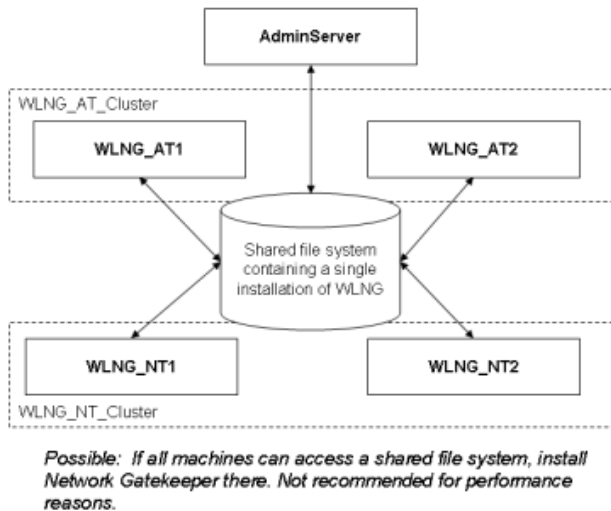 AdminServer
WLNG_AT_Cluster
WLNG_AT1
WLNG_AT2
Shared file system
containing a single
installation of WLNG
WLNG_NT1
WLNG_NT2
WLNG_NT_Cluster
Possible: If all machines can access a shared file system, install
Network Gatekeeper there. Not recommended for performance
reasons.